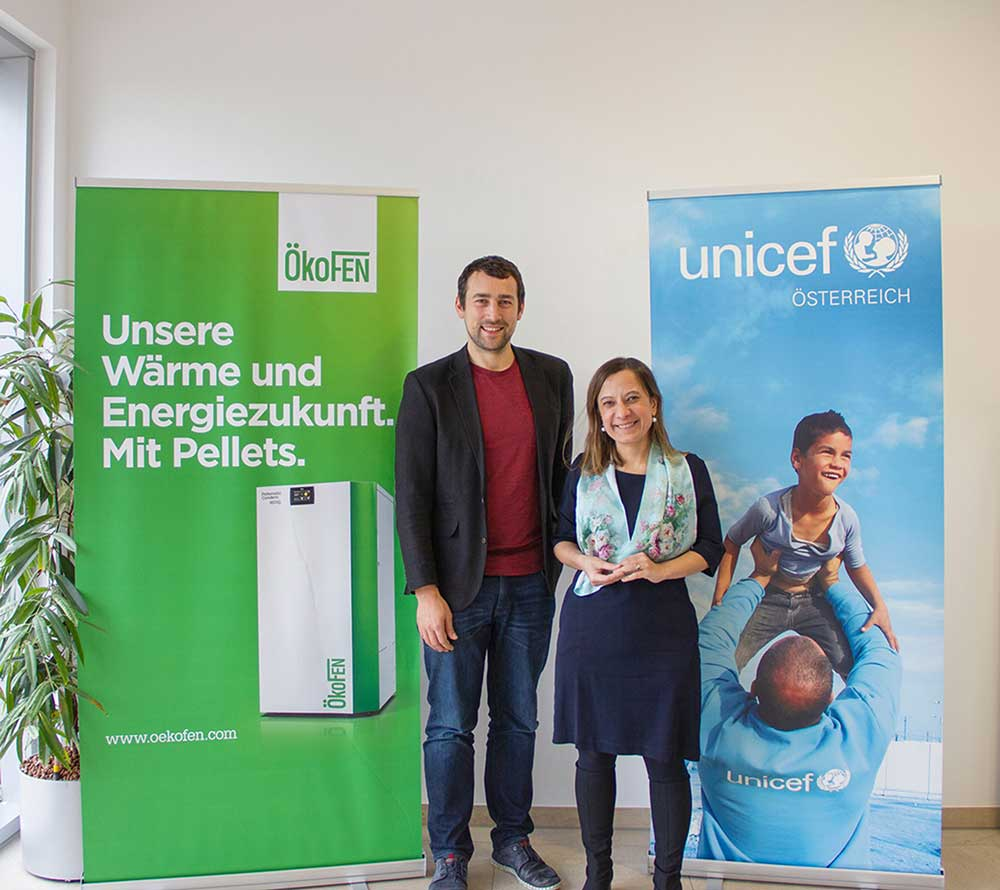 ÖkoFEN
Unsere
Wärme und
Energiezukunft.
Mit Pellets.
ÖkoFEN
www.oekofen.com
unicef
ÖSTERREICH
unicef